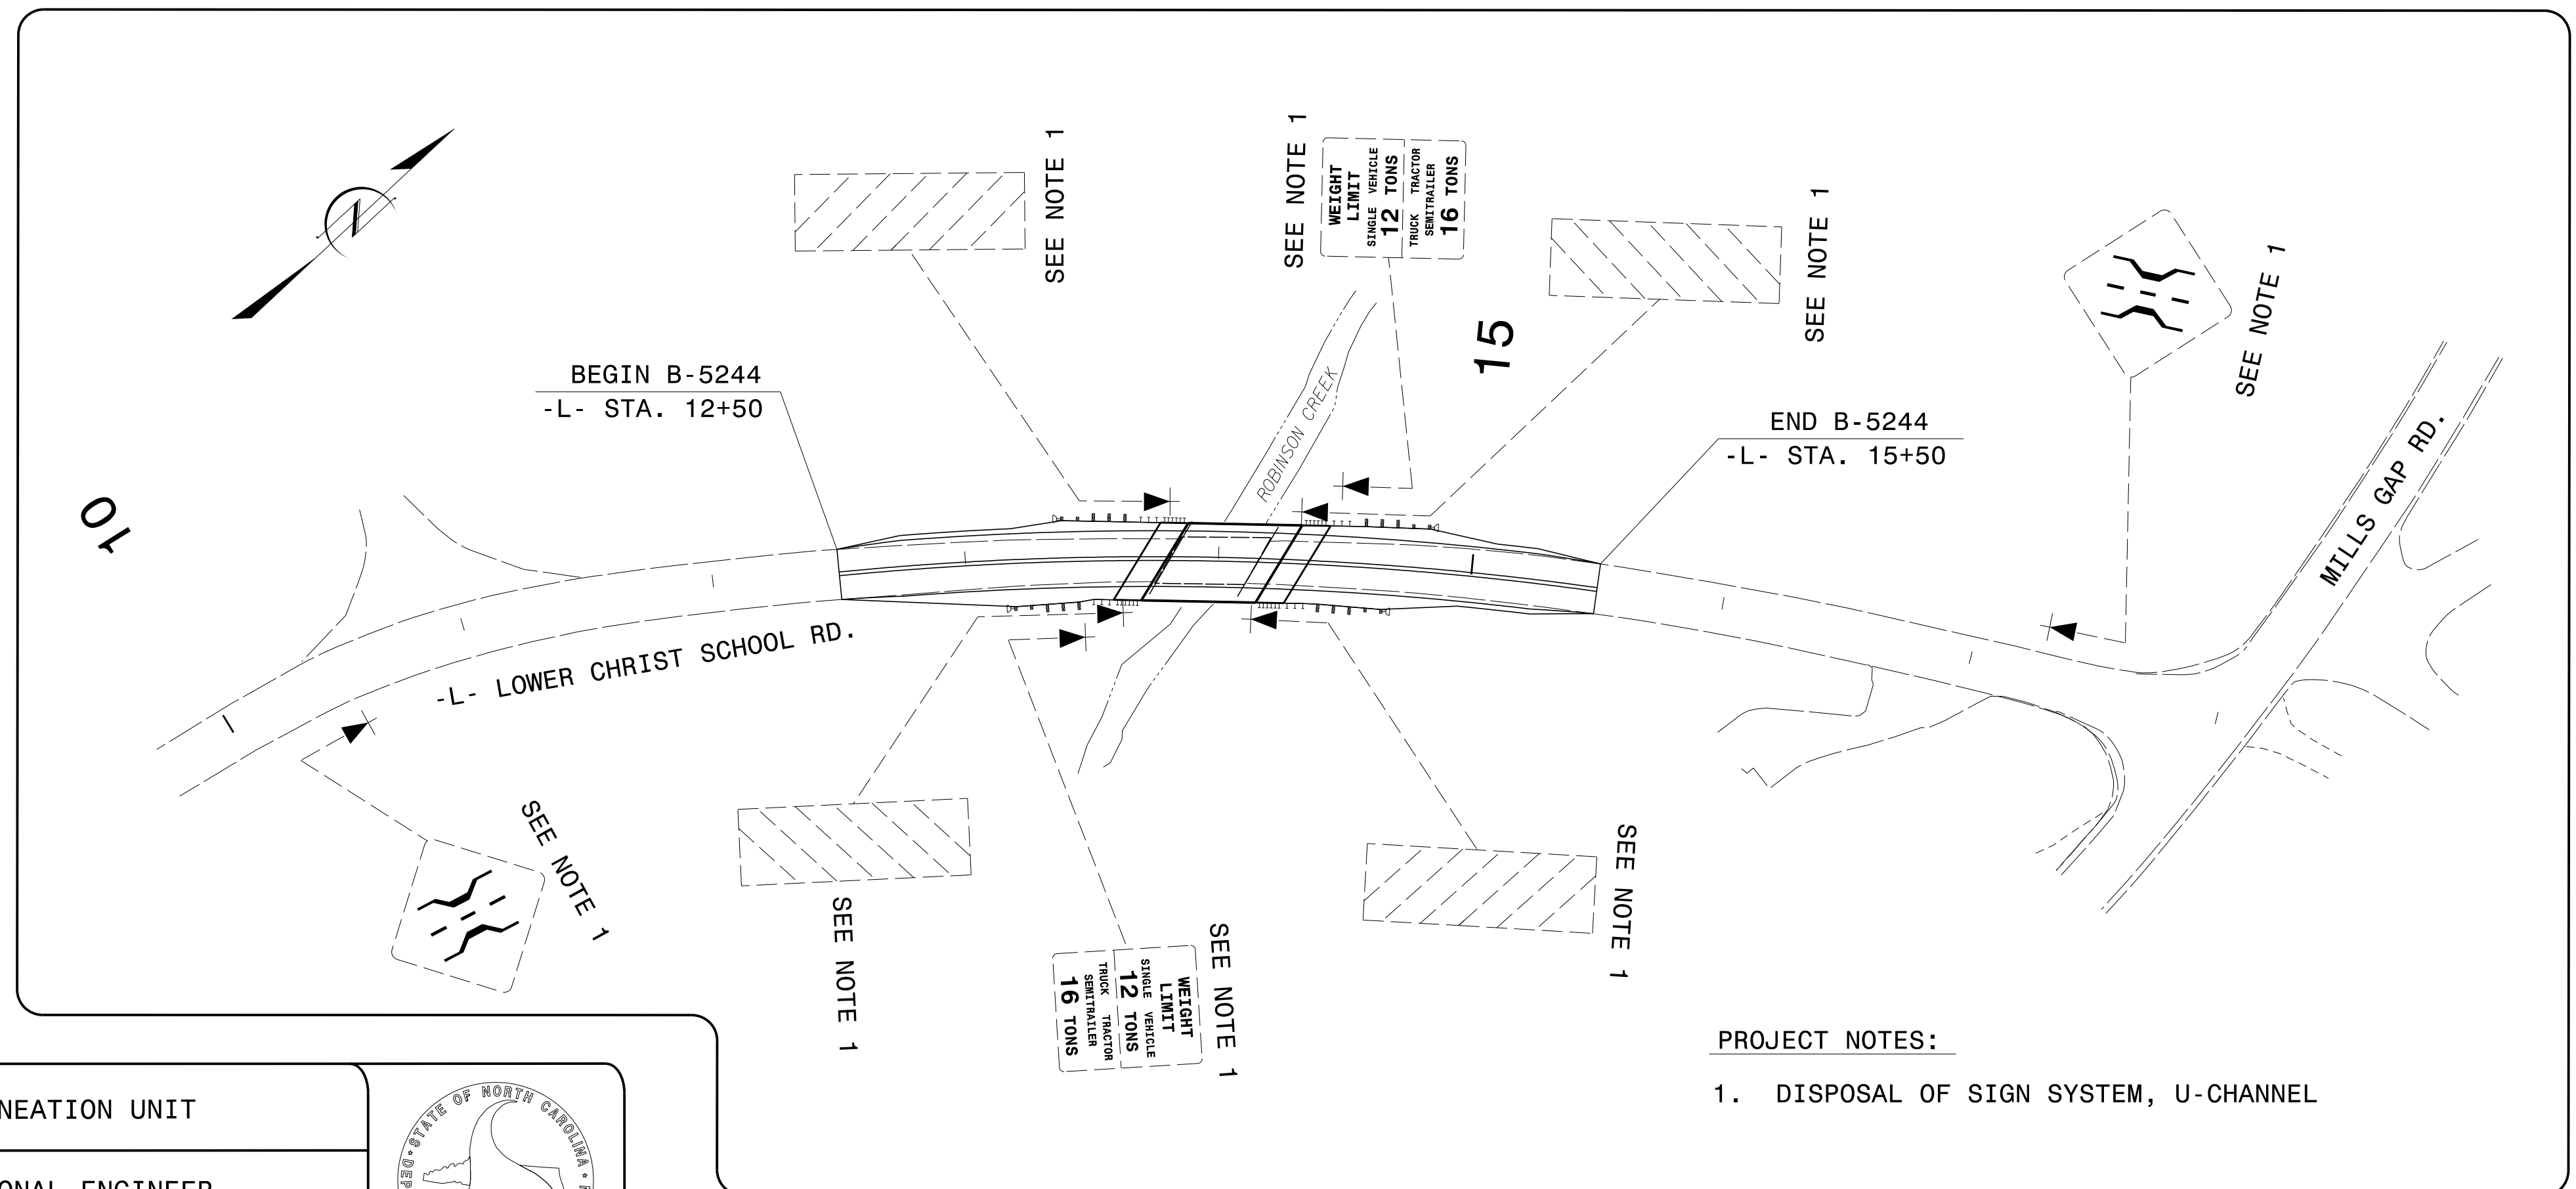 SEE NOTE 1
SEE NOTE 1
WEIGHT
LIMIT
SINGLE VEHICLE
12 TONS
TRUCK TRACTOR
SEMITRAILER
16 TONS
SEE NOTE 1
SEE NOTE 1
N
15
BEGIN B-5244
-L- STA. 12+50
ROBINSON CREEK
END B-5244
-L- STA. 15+50
MILLS GAP RD.
10
-L- LOWER CHRIST SCHOOL RD.
SEE NOTE 1
SEE NOTE 1
SEE NOTE 1
WEIGHT
LIMIT
SINGLE VEHICLE
12 TONS
TRUCK TRACTOR
SEMITRAILER
16 TONS
SEE NOTE 1
PROJECT NOTES:
1. DISPOSAL OF SIGN SYSTEM, U-CHANNEL
NEATION UNIT
ONAL ENGINEER
DEP
STATE OF NORTH CAROLINA